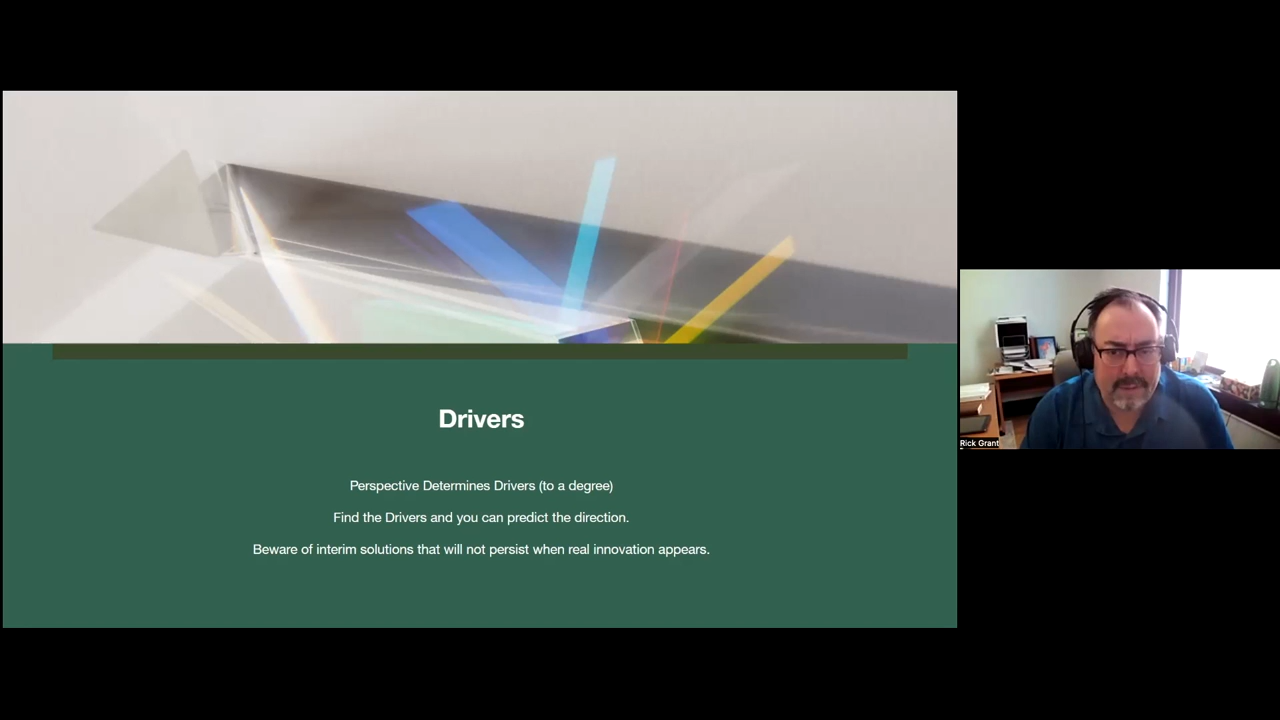 Drivers
Perspective Determines Drivers (to a degree)
Find the Drivers and you can predict the direction.
Beware of interim solutions that will not persist when real innovation appears.
Rick Grant